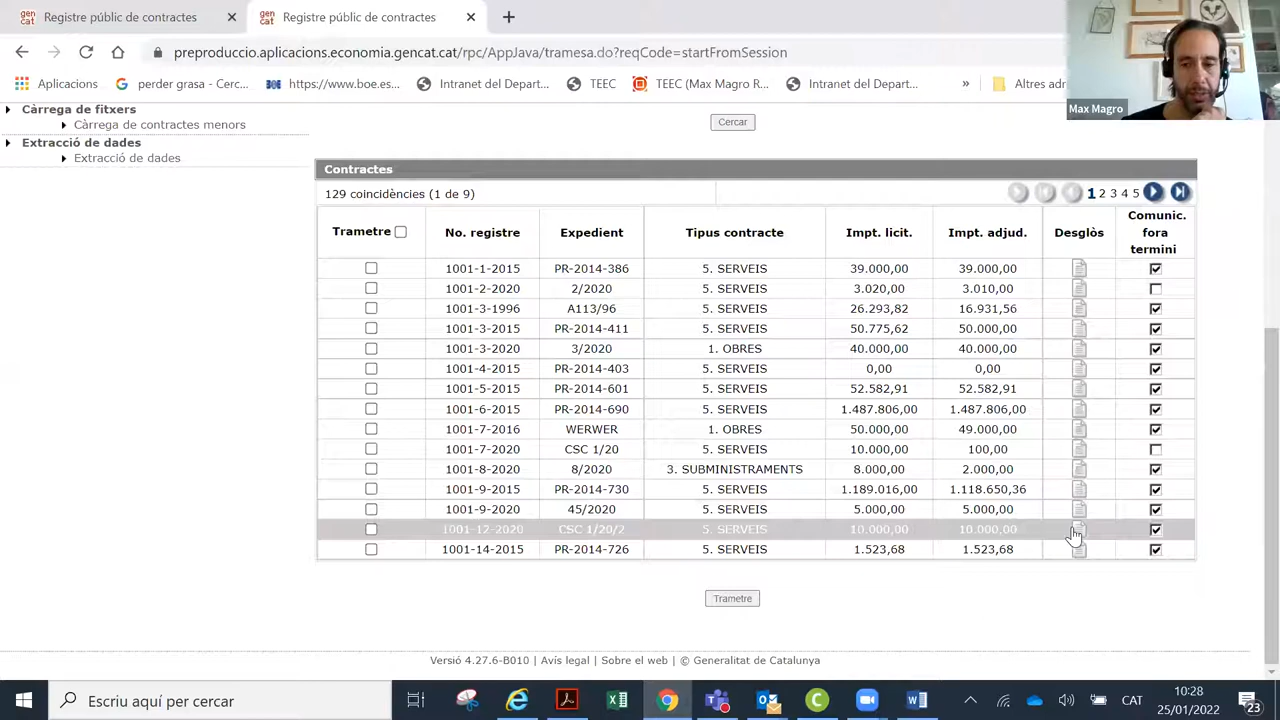 gen cat Registre públic de contractes
gen cat Registre públic de contractes
preproduccio.aplicacions.economia.gencat.cat/rpc/AppJava/tramesa.do?reqCode=startFromSession
Aplicacions
perder grasa - Cerc...
https://www.boe.es...
Intranet del Depart...
TEEC
TEEC (Max Magro R...
Intranet del Depart...
»
Altres adr
Max Magro
Càrrega de fitxers
Càrrega de contractes menors
Extracció de dades
Extracció de dades
Cercar
Contractes
129 coincidències (1 de 9)
1 2 3 4 5
Trametre No. registre Expedient Tipus contracte Impt. licit. Impt. adjud. Desglòs Comunic. fora termini
1001-1-2015 PR-2014-386 5. SERVEIS 39.000,00 39.000,00
1001-2-2020 2/2020 5. SERVEIS 3.020,00 3.010,00
1001-3-1996 A113/96 5. SERVEIS 26.293,82 16.931,56
1001-3-2015 PR-2014-411 5. SERVEIS 50.775,62 50.000,00
1001-3-2020 3/2020 1. OBRES 40.000,00 40.000,00
1001-4-2015 PR-2014-403 5. SERVEIS 0,00 0,00
1001-5-2015 PR-2014-601 5. SERVEIS 52.582,91 52.582,91
1001-6-2015 PR-2014-690 5. SERVEIS 1.487.806,00 1.487.806,00
1001-7-2016 WERWER 1. OBRES 50.000,00 49.000,00
1001-7-2020 CSC 1/20 5. SERVEIS 10.000,00 100,00
1001-8-2020 8/2020 3. SUBMINISTRAMENTS 8.000,00 2.000,00
1001-9-2015 PR-2014-730 5. SERVEIS 1.189.016,00 1.118.650,36
1001-9-2020 45/2020 5. SERVEIS 5.000,00 5.000,00
1001-12-2020 CSC 1/20/2 5. SERVEIS 10.000,00 10.000,00
1001-14-2015 PR-2014-726 5. SERVEIS 1.523,68 1.523,68
Trametre
Versió 4.27.6-B010 | Avís legal | Sobre el web | © Generalitat de Catalunya
Escriu aquí per cercar
CAT
10:28
25/01/2022
23